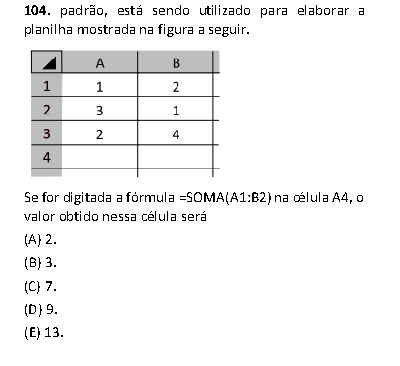 104. padrão, está sendo utilizado para elaborar a
planilha mostrada na figura a seguir.
A B
1 1 2
2 3 1
3 2 4
4
Se for digitada a fórmula =SOMA(A1:B2) na célula A4, o
valor obtido nessa célula será
(A) 2.
(B) 3.
(C) 7.
(D) 9.
(E) 13.